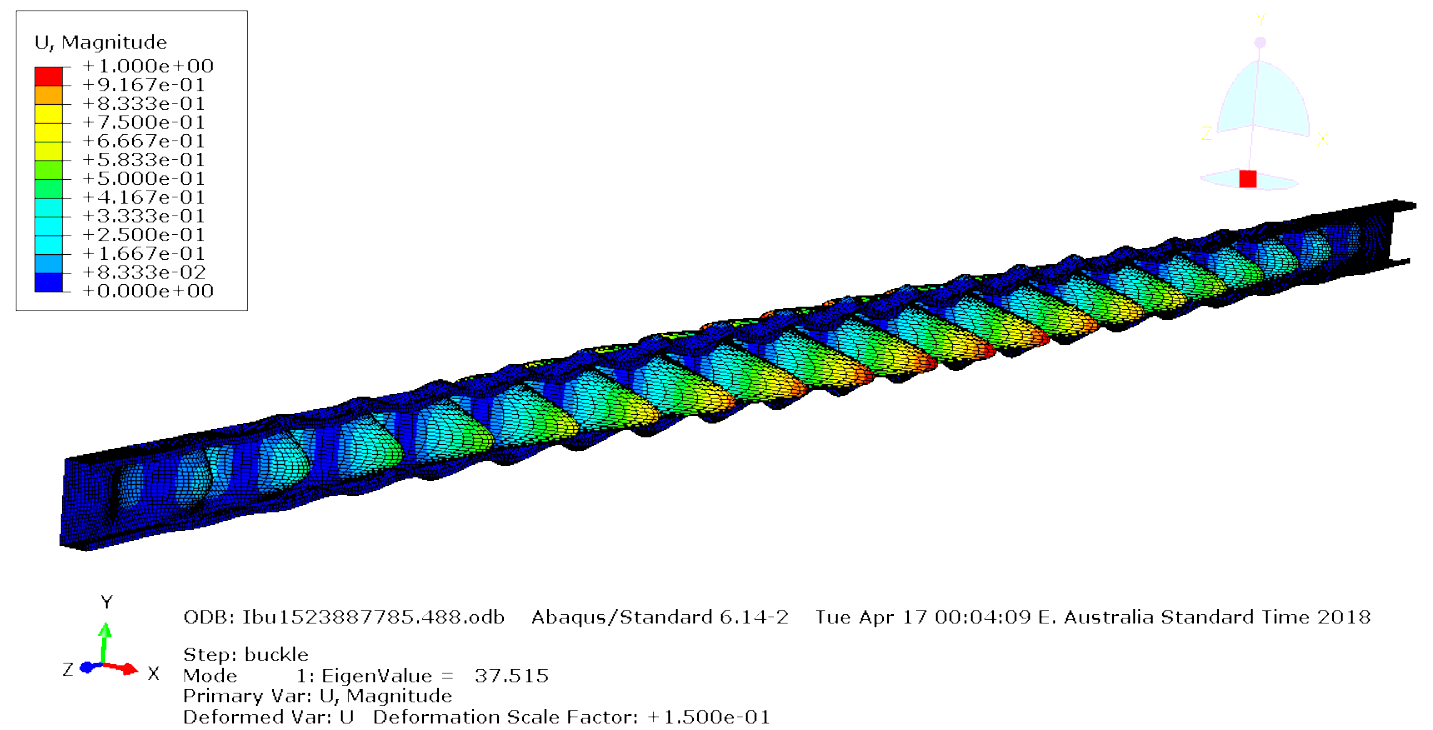 U, Magnitude
+1.000e+00
+9.167e-01
+8.333e-01
+7.500e-01
+6.667e-01
+5.833e-01
+5.000e-01
+4.167e-01
+3.333e-01
+2.500e-01
+1.667e-01
+8.333e-02
+0.000e+00
Y
Z
X
Y
Z
X
ODB: Ibu1523887785.488.odb Abaqus/Standard 6.14-2 Tue Apr 17 00:04:09 E. Australia Standard Time 2018
Step: buckle
Mode 1: EigenValue = 37.515
Primary Var: U, Magnitude
Deformed Var: U Deformation Scale Factor: +1.500e-01